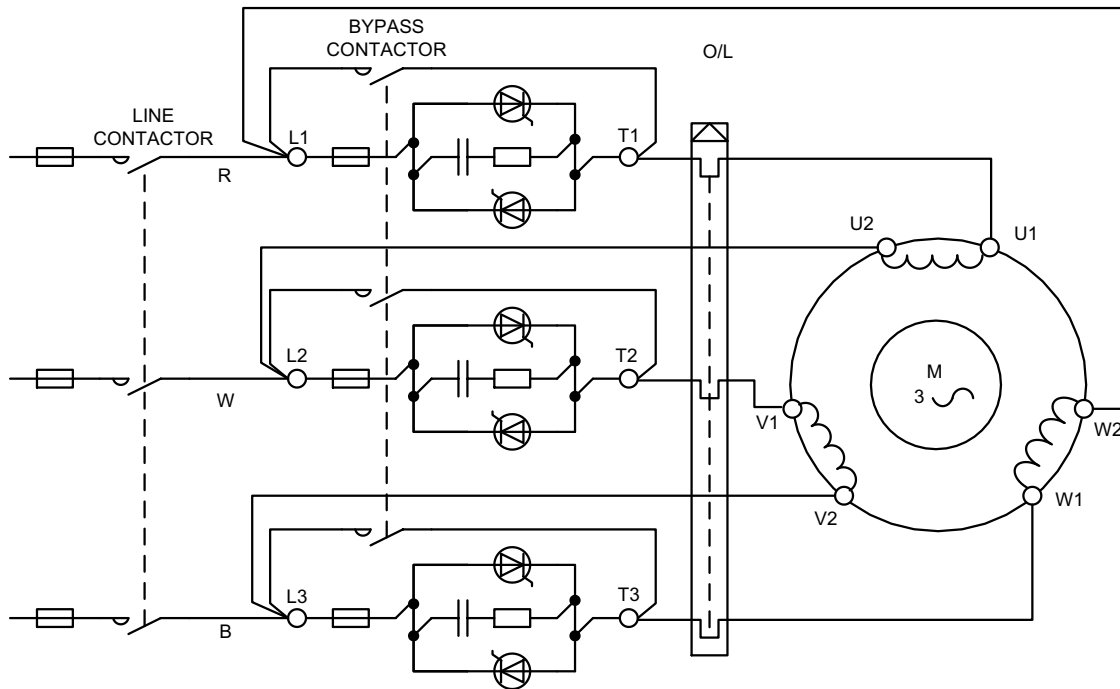 BYPASS
CONTACTOR
O/L
LINE
CONTACTOR
L1
T1
R
U2
U1
L2
T2
W
M
3
V1
W2
V2
W1
L3
T3
B